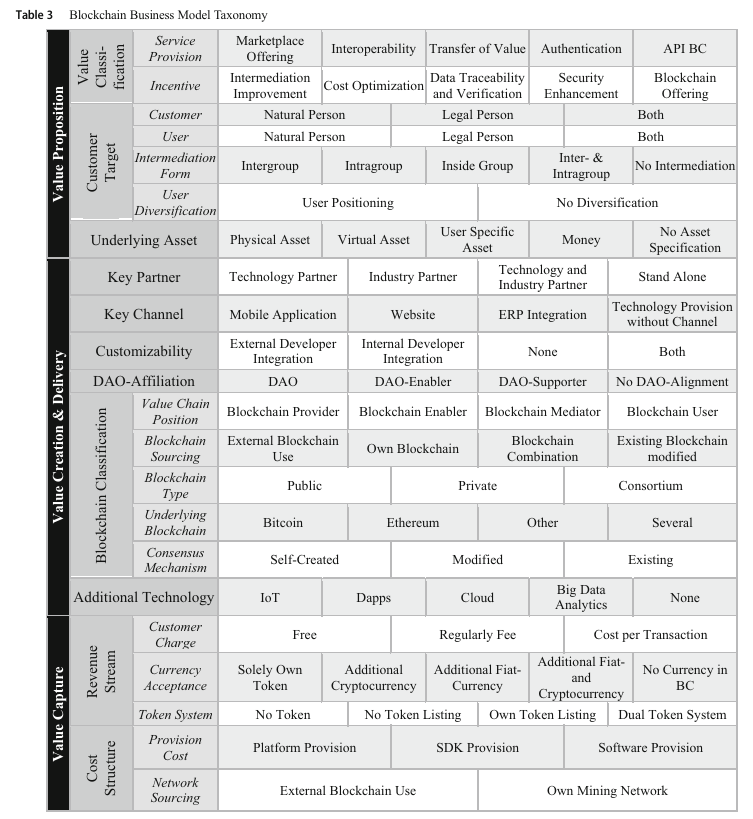 Table 3 Blockchain Business Model Taxonomy
Value Proposition
Value Classi-fication
Service Provision
Marketplace Offering
Interoperability
Transfer of Value
Authentication
API BC
Incentive
Intermediation Improvement
Cost Optimization
Data Traceability and Verification
Security Enhancement
Blockchain Offering
Customer Target
Customer
Natural Person
Legal Person
Both
User
Natural Person
Legal Person
Both
Intermediation Form
Intergroup
Intragroup
Inside Group
Inter- & Intragroup
No Intermediation
User Diversification
User Positioning
No Diversification
Underlying Asset
Physical Asset
Virtual Asset
User Specific Asset
Money
No Asset Specification
Value Creation & Delivery
Key Partner
Technology Partner
Industry Partner
Technology and Industry Partner
Stand Alone
Key Channel
Mobile Application
Website
ERP Integration
Technology Provision without Channel
Customizability
External Developer Integration
Internal Developer Integration
None
Both
DAO-Affiliation
DAO
DAO-Enabler
DAO-Supporter
No DAO-Alignment
Blockchain Classification
Value Chain Position
Blockchain Provider
Blockchain Enabler
Blockchain Mediator
Blockchain User
Blockchain Sourcing
External Blockchain Use
Own Blockchain
Blockchain Combination
Existing Blockchain modified
Blockchain Type
Public
Private
Consortium
Underlying Blockchain
Bitcoin
Ethereum
Other
Several
Consensus Mechanism
Self-Created
Modified
Existing
Additional Technology
IoT
Dapps
Cloud
Big Data Analytics
None
Value Capture
Revenue Stream
Customer Charge
Free
Regularly Fee
Cost per Transaction
Currency Acceptance
Solely Own Token
Additional Cryptocurrency
Additional Fiat-Currency
Additional Fiat- and Cryptocurrency
No Currency in BC
Token System
No Token
No Token Listing
Own Token Listing
Dual Token System
Cost Structure
Provision Cost
Platform Provision
SDK Provision
Software Provision
Network Sourcing
External Blockchain Use
Own Mining Network